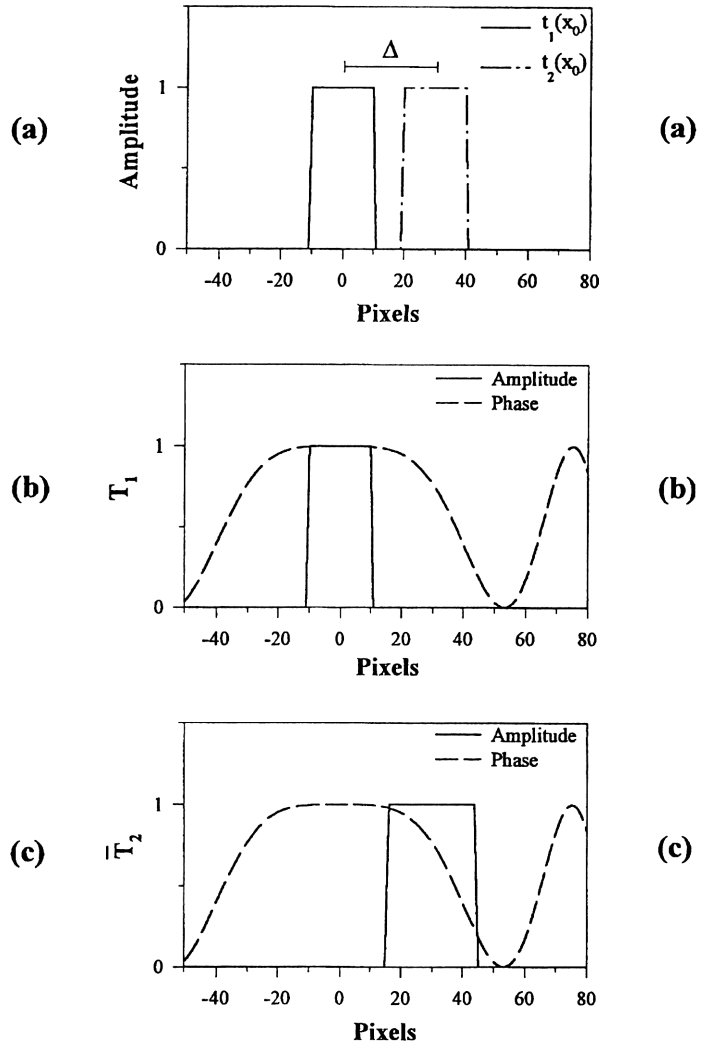 t1(x0)
t2(x0)
Δ
(a)
(a)
Amplitude
1
0
-40 -20 0 20 40 60 80
Pixels
Amplitude
Phase
(b)
(b)
T1
1
0
-40 -20 0 20 40 60 80
Pixels
Amplitude
Phase
(c)
(c)
T̅2
1
0
-40 -20 0 20 40 60 80
Pixels